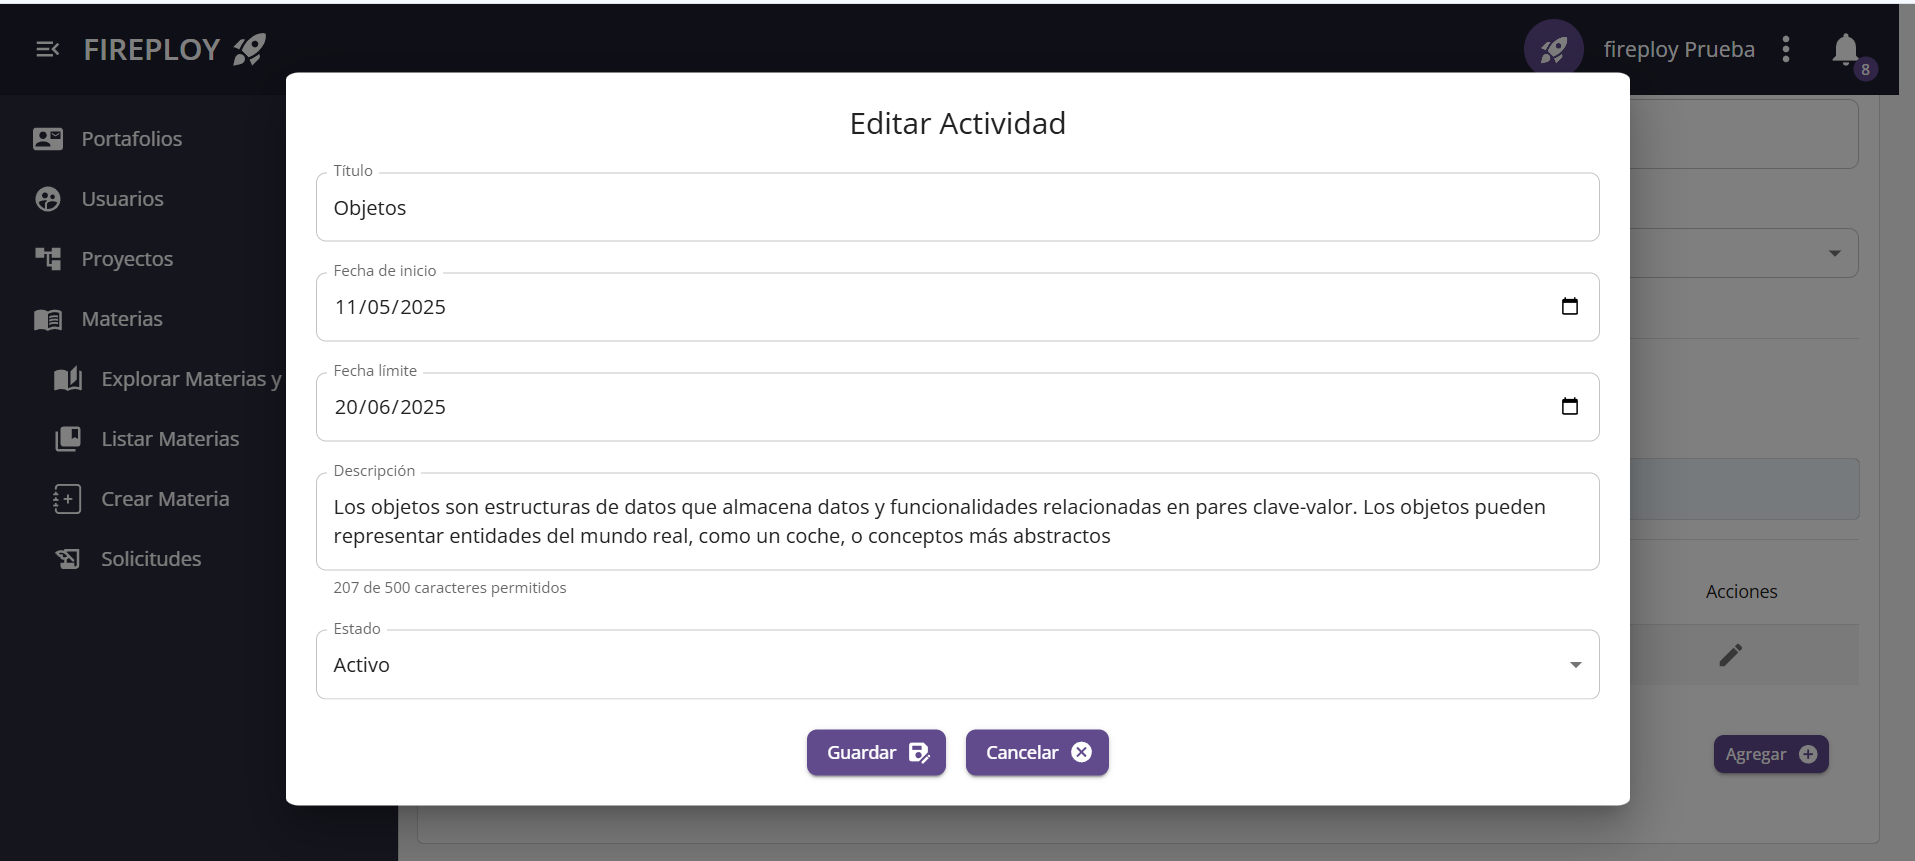 FIREPLOY
fireploy Prueba
8
Portafolios
Usuarios
Proyectos
Materias
Explorar Materias y
Listar Materias
Crear Materia
Solicitudes
Editar Actividad
Título
Objetos
Fecha de inicio
11/05/2025
Fecha límite
20/06/2025
Descripción
Los objetos son estructuras de datos que almacena datos y funcionalidades relacionadas en pares clave-valor. Los objetos pueden
representar entidades del mundo real, como un coche, o conceptos más abstractos
207 de 500 caracteres permitidos
Estado
Activo
Guardar
Cancelar
Acciones
Agregar